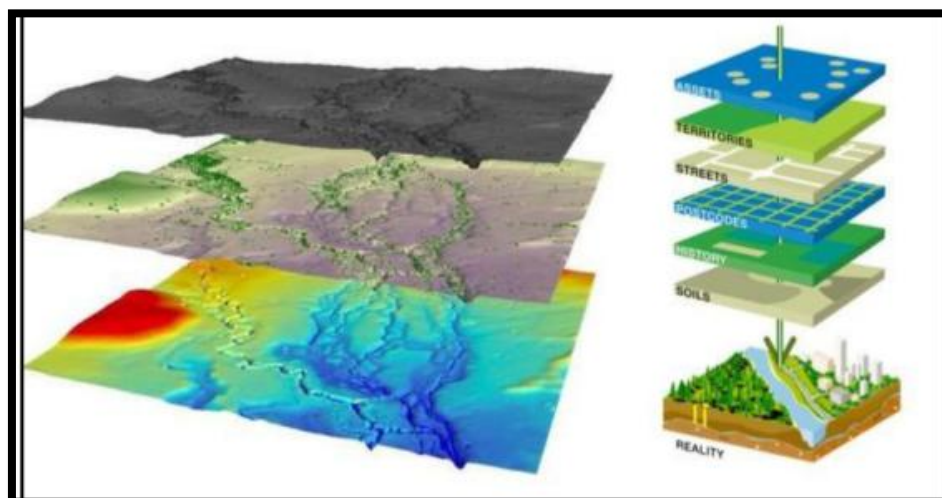 ASSETS
TERRITORIES
STREETS
POSTCODES
HISTORY
SOILS
REALITY